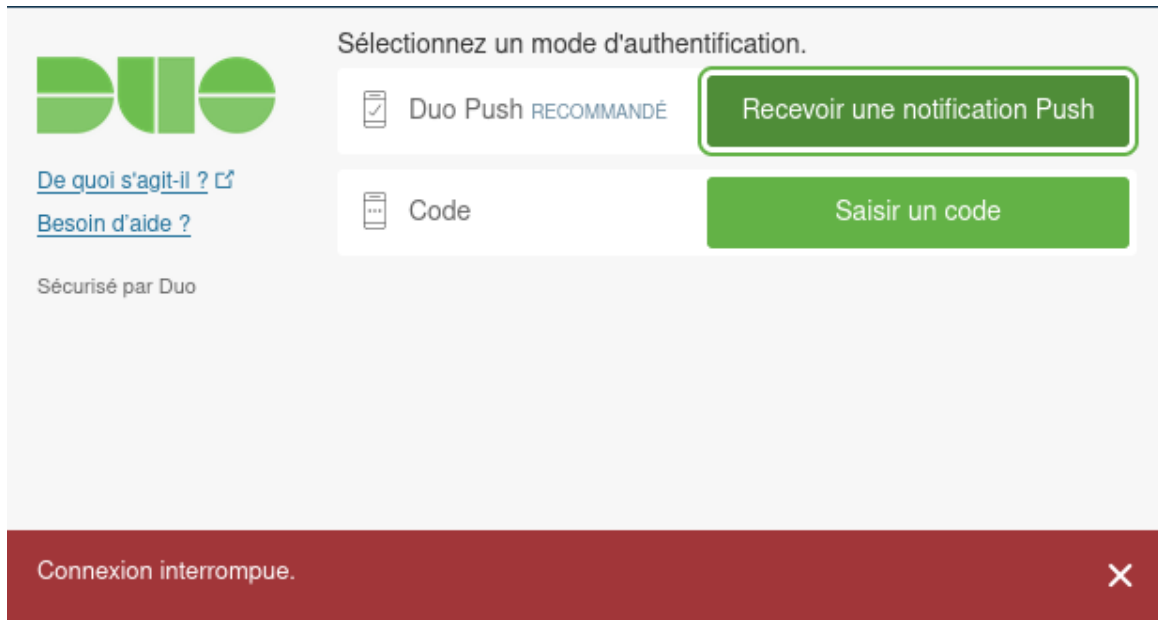 DUO
De quoi s'agit-il ?
Besoin d’aide ?
Sécurisé par Duo
Sélectionnez un mode d'authentification.
Duo Push RECOMMANDÉ Recevoir une notification Push
Code Saisir un code
Connexion interrompue.